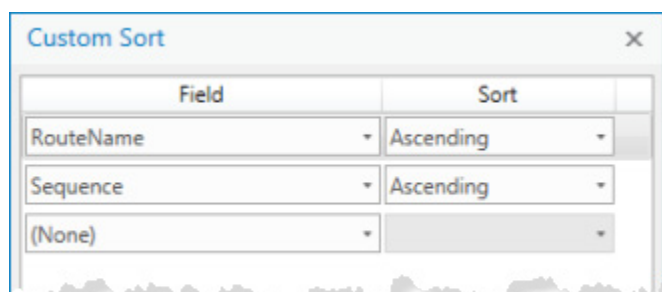 Custom Sort
Field Sort
RouteName Ascending
Sequence Ascending
(None)